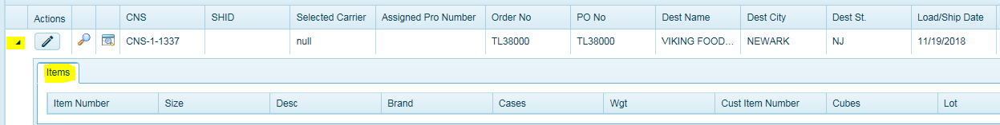 Actions CNS SHID Selected Carrier Assigned Pro Number Order No PO No Dest Name Dest City Dest St. Load/Ship Date
CNS-1-1337 null TL38000 TL38000 VIKING FOOD... NEWARK NJ 11/19/2018
Items
Item Number Size Desc Brand Cases Wgt Cust Item Number Cubes Lot